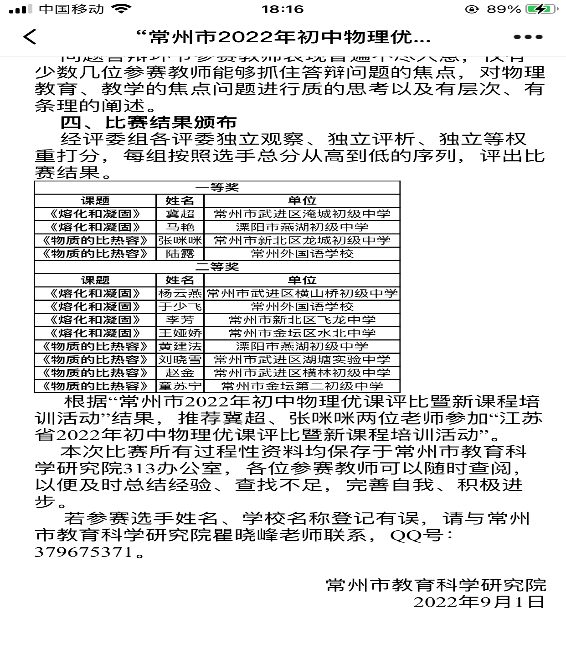 中国移动 18:16 89%
“常州市2022年初中物理优...
问题答辩环节参赛教师表现普遍不尽人意，仅有
少数几位参赛教师能够抓住答辩问题的焦点，对物理
教育、教学的焦点问题进行质的思考以及有层次、有
条理的阐述。
四、比赛结果颁布
经评委组各评委独立观察、独立评析、独立等权
重打分，每组按照选手总分从高到低的序列，评出比
赛结果。
一等奖
课题 姓名 单位
《熔化和凝固》 冀超 常州市武进区淹城初级中学
《熔化和凝固》 马艳 溧阳市燕湖初级中学
《物质的比热容》 张咪咪 常州市新北区龙城初级中学
《物质的比热容》 陆露 常州外国语学校
二等奖
课题 姓名 单位
《熔化和凝固》 杨云燕 常州市武进区横山桥初级中学
《熔化和凝固》 于少飞 常州外国语学校
《熔化和凝固》 李芳 常州市新北区飞龙中学
《熔化和凝固》 王娅娇 常州市金坛区水北中学
《物质的比热容》 黄建法 溧阳市燕湖初级中学
《物质的比热容》 刘晓雪 常州市武进区湖塘实验中学
《物质的比热容》 赵金 常州市武进区横林初级中学
《物质的比热容》 董苏宁 常州市金坛第二初级中学
根据“常州市2022年初中物理优课评比暨新课程培
训活动”结果，推荐冀超、张咪咪两位老师参加“江苏
省2022年初中物理优课评比暨新课程培训活动”。
本次比赛所有过程性资料均保存于常州市教育科
学研究院313办公室，各位参赛教师可以随时查阅，
以便及时总结经验、查找不足，完善自我、积极进
步。
若参赛选手姓名、学校名称登记有误，请与常州
市教育科学研究院瞿晓峰老师联系，QQ号：
379675371。
常州市教育科学研究院
2022年9月1日